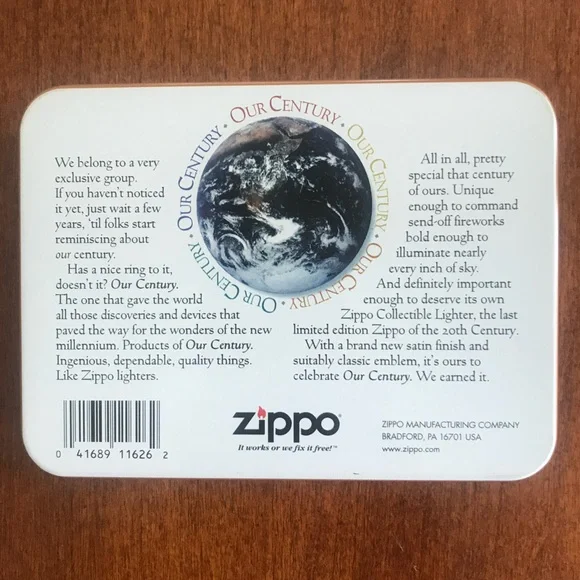 OUR CENTURY • OUR CENTURY • OUR CENTURY • OUR CENTURY • OUR CENTURY •
We belong to a very
exclusive group.
If you haven't noticed
it yet, just wait a few
years, 'til folks start
reminiscing about
our century.
Has a nice ring to it,
doesn't it? Our Century.
The one that gave the world
all those discoveries and devices that
paved the way for the wonders of the new
millennium. Products of Our Century.
Ingenious, dependable, quality things.
Like Zippo lighters.
All in all, pretty
special that century
of ours. Unique
enough to command
send-off fireworks
bold enough to
illuminate nearly
every inch of sky.
And definitely important
enough to deserve its own
Zippo Collectible Lighter, the last
limited edition Zippo of the 20th Century.
With a brand new satin finish and
suitably classic emblem, it's ours to
celebrate Our Century. We earned it.
0 41689 11626 2
zippo®
It works or we fix it free!™
ZIPPO MANUFACTURING COMPANY
BRADFORD, PA 16701 USA
www.zippo.com